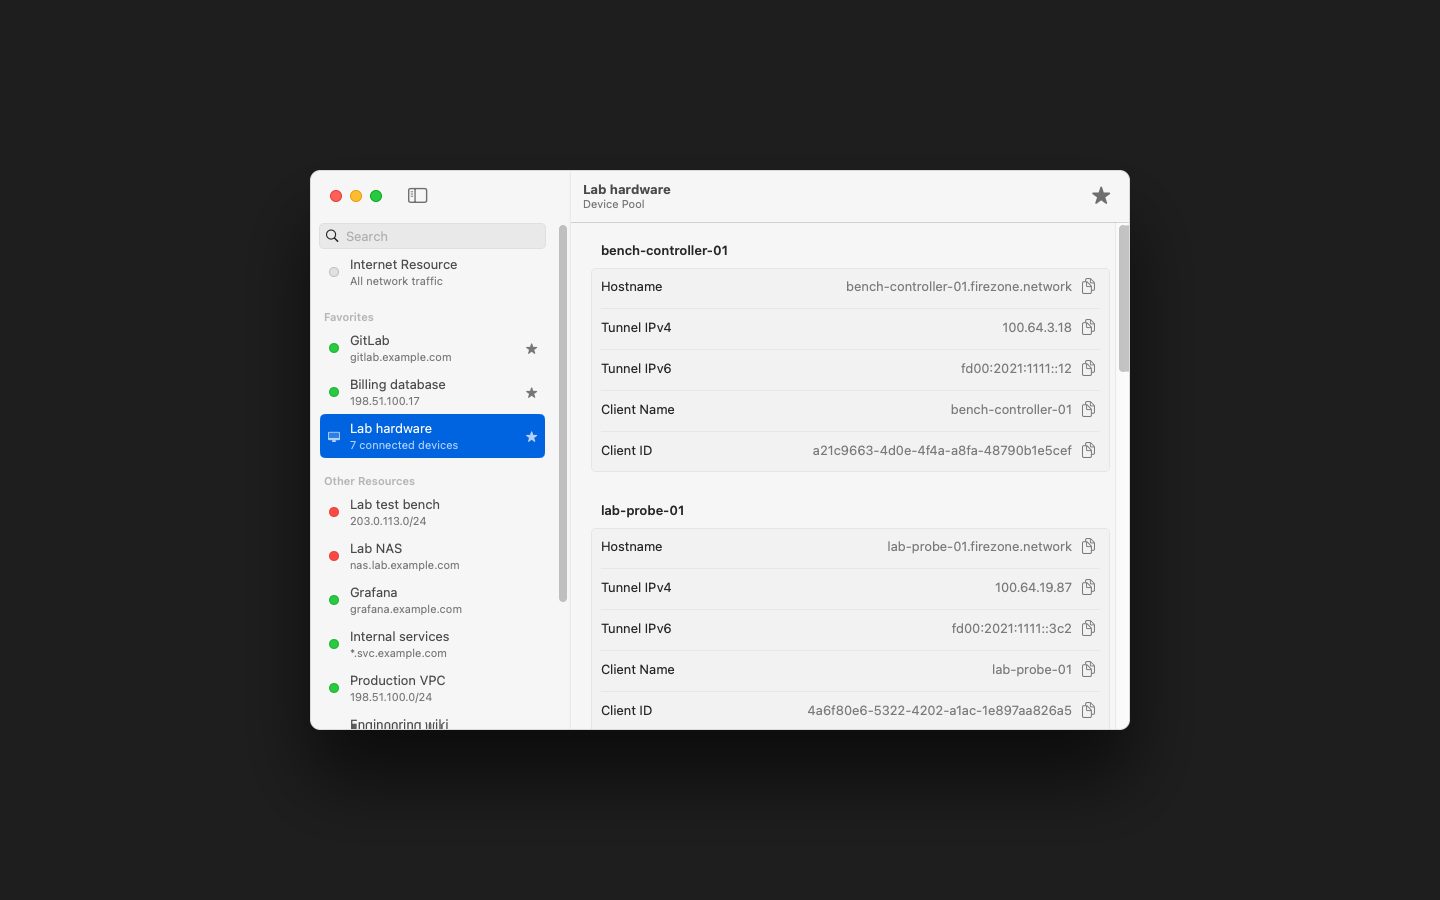 Lab hardware
Device Pool
Search
Internet Resource
All network traffic
Favorites
GitLab
gitlab.example.com
Billing database
198.51.100.17
Lab hardware
7 connected devices
Other Resources
Lab test bench
203.0.113.0/24
Lab NAS
nas.lab.example.com
Grafana
grafana.example.com
Internal services
*.svc.example.com
Production VPC
198.51.100.0/24
Engineering wiki
bench-controller-01
Hostname bench-controller-01.firezone.network
Tunnel IPv4 100.64.3.18
Tunnel IPv6 fd00:2021:1111::12
Client Name bench-controller-01
Client ID a21c9663-4d0e-4f4a-a8fa-48790b1e5cef
lab-probe-01
Hostname lab-probe-01.firezone.network
Tunnel IPv4 100.64.19.87
Tunnel IPv6 fd00:2021:1111::3c2
Client Name lab-probe-01
Client ID 4a6f80e6-5322-4202-a1ac-1e897aa826a5